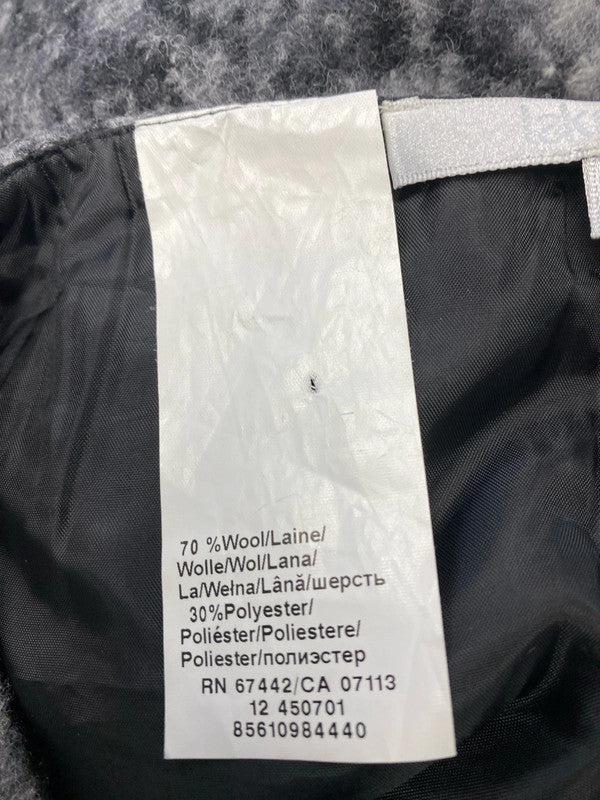 70 %Wool/Laine/
Wolle/Wol/Lana/
La/Wełna/Lână/шерсть
30%Polyester/
Poliéster/Poliestere/
Poliester/полиэстер
RN 67442/CA 07113
12 450701
85610984440